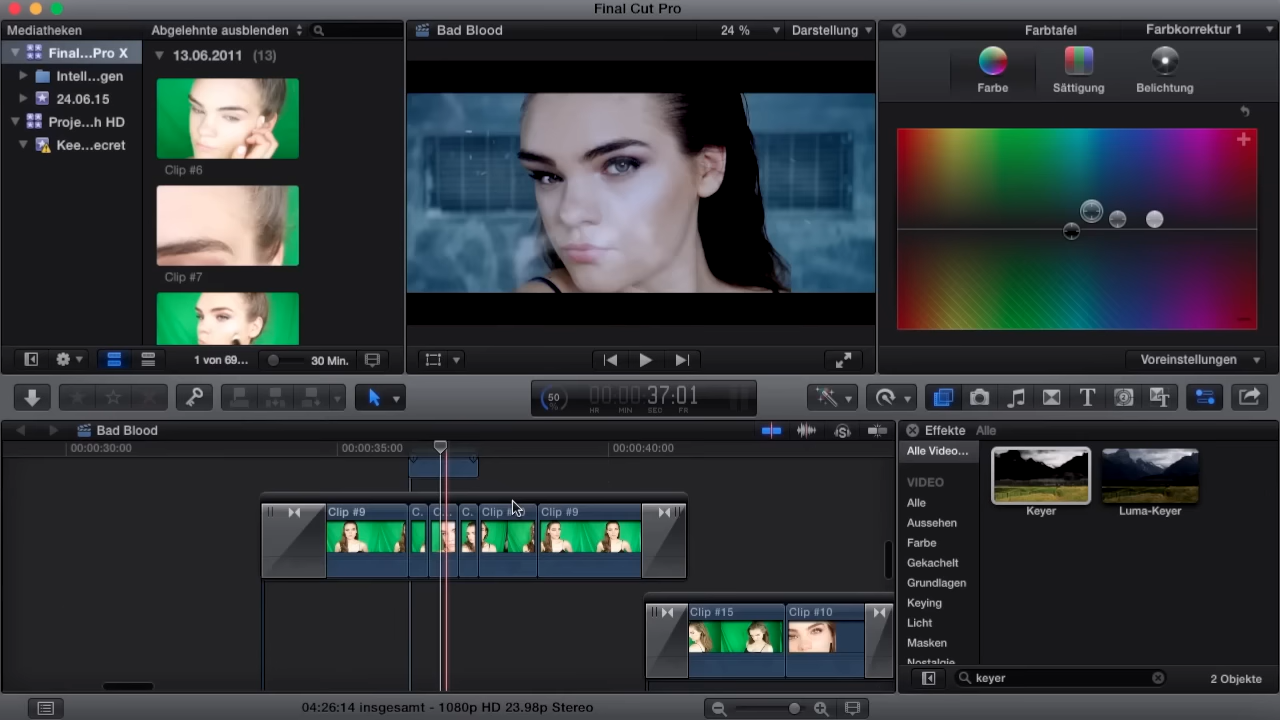 Final Cut Pro
Mediatheken
Abgelehnte ausblenden
Final...Pro X
Intell...gen
24.06.15
Proje...h HD
Kee...ecret
13.06.2011 (13)
Clip #6
Clip #7
1 von 69...
30 Min.
Bad Blood
24 %
Darstellung
Farbtafel
Farbkorrektur 1
Farbe
Sättigung
Belichtung
Voreinstellungen
50
00:00:37:01
HR MIN SEC FR
Bad Blood
00:00:30:00
00:00:35:00
00:00:40:00
Clip #9
C.
C...
C.
Clip #9
Clip #15
Clip #10
Effekte
Alle
Alle Video...
VIDEO
Alle
Aussehen
Farbe
Gekachelt
Grundlagen
Keying
Licht
Masken
Nostalgie
Keyer
Luma-Keyer
keyer
2 Objekte
04:26:14 insgesamt - 1080p HD 23.98p Stereo